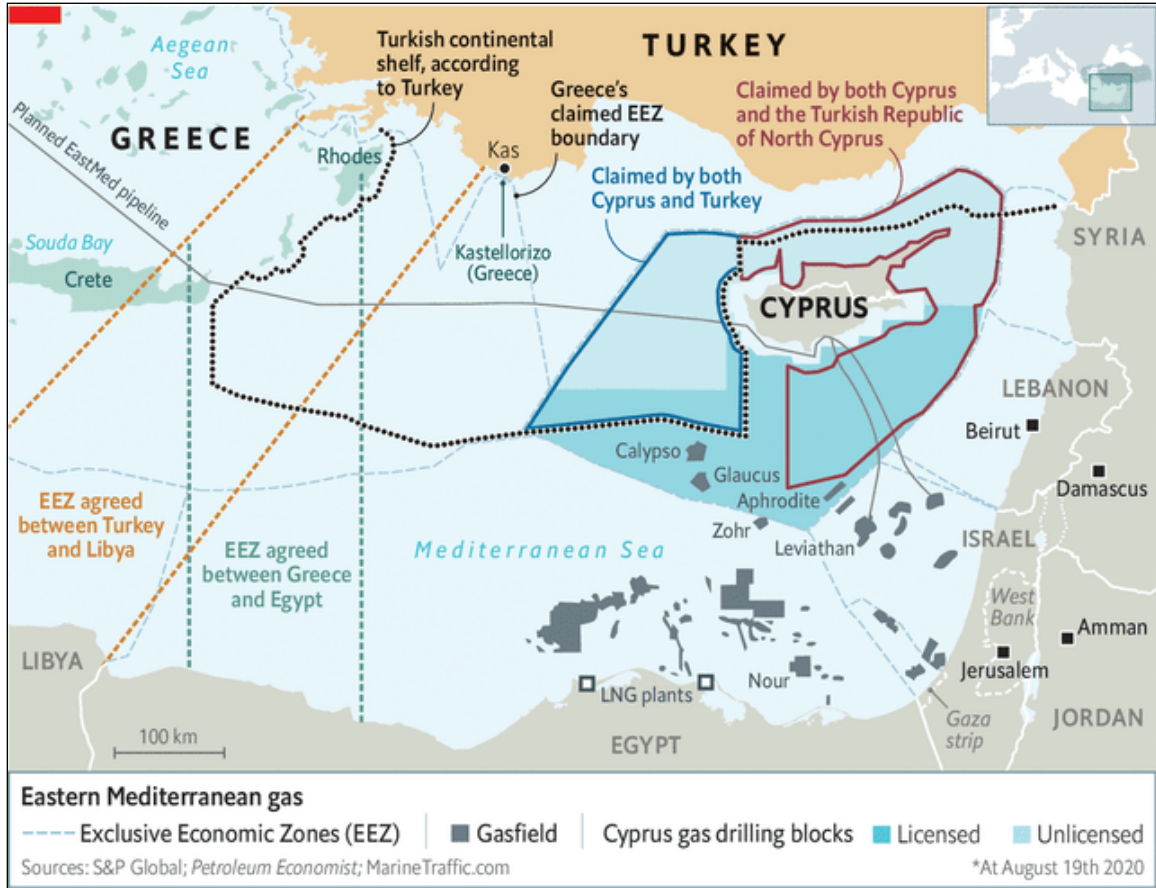 Aegean
Sea
Turkish continental
shelf, according
to Turkey
TURKEY
Greece's
claimed EEZ
boundary
Claimed by both Cyprus
and the Turkish Republic
of North Cyprus
GREECE
Planned EastMed pipeline
Rhodes
Kas
Claimed by both
Cyprus and Turkey
Souda Bay
Crete
Kastellorizo
(Greece)
SYRIA
CYPRUS
LEBANON
Beirut
Calypso
Glaucus
Aphrodite
Damascus
EEZ agreed
between Turkey
and Libya
EEZ agreed
between Greece
and Egypt
Mediterranean Sea
Zohr
Leviathan
ISRAEL
West
Bank
Amman
Jerusalem
LIBYA
LNG plants
Nour
Gaza
strip
JORDAN
100 km
EGYPT
Eastern Mediterranean gas
Exclusive Economic Zones (EEZ)
Gasfield
Cyprus gas drilling blocks
Licensed
Unlicensed
Sources: S&P Global; Petroleum Economist; MarineTraffic.com
*At August 19th 2020